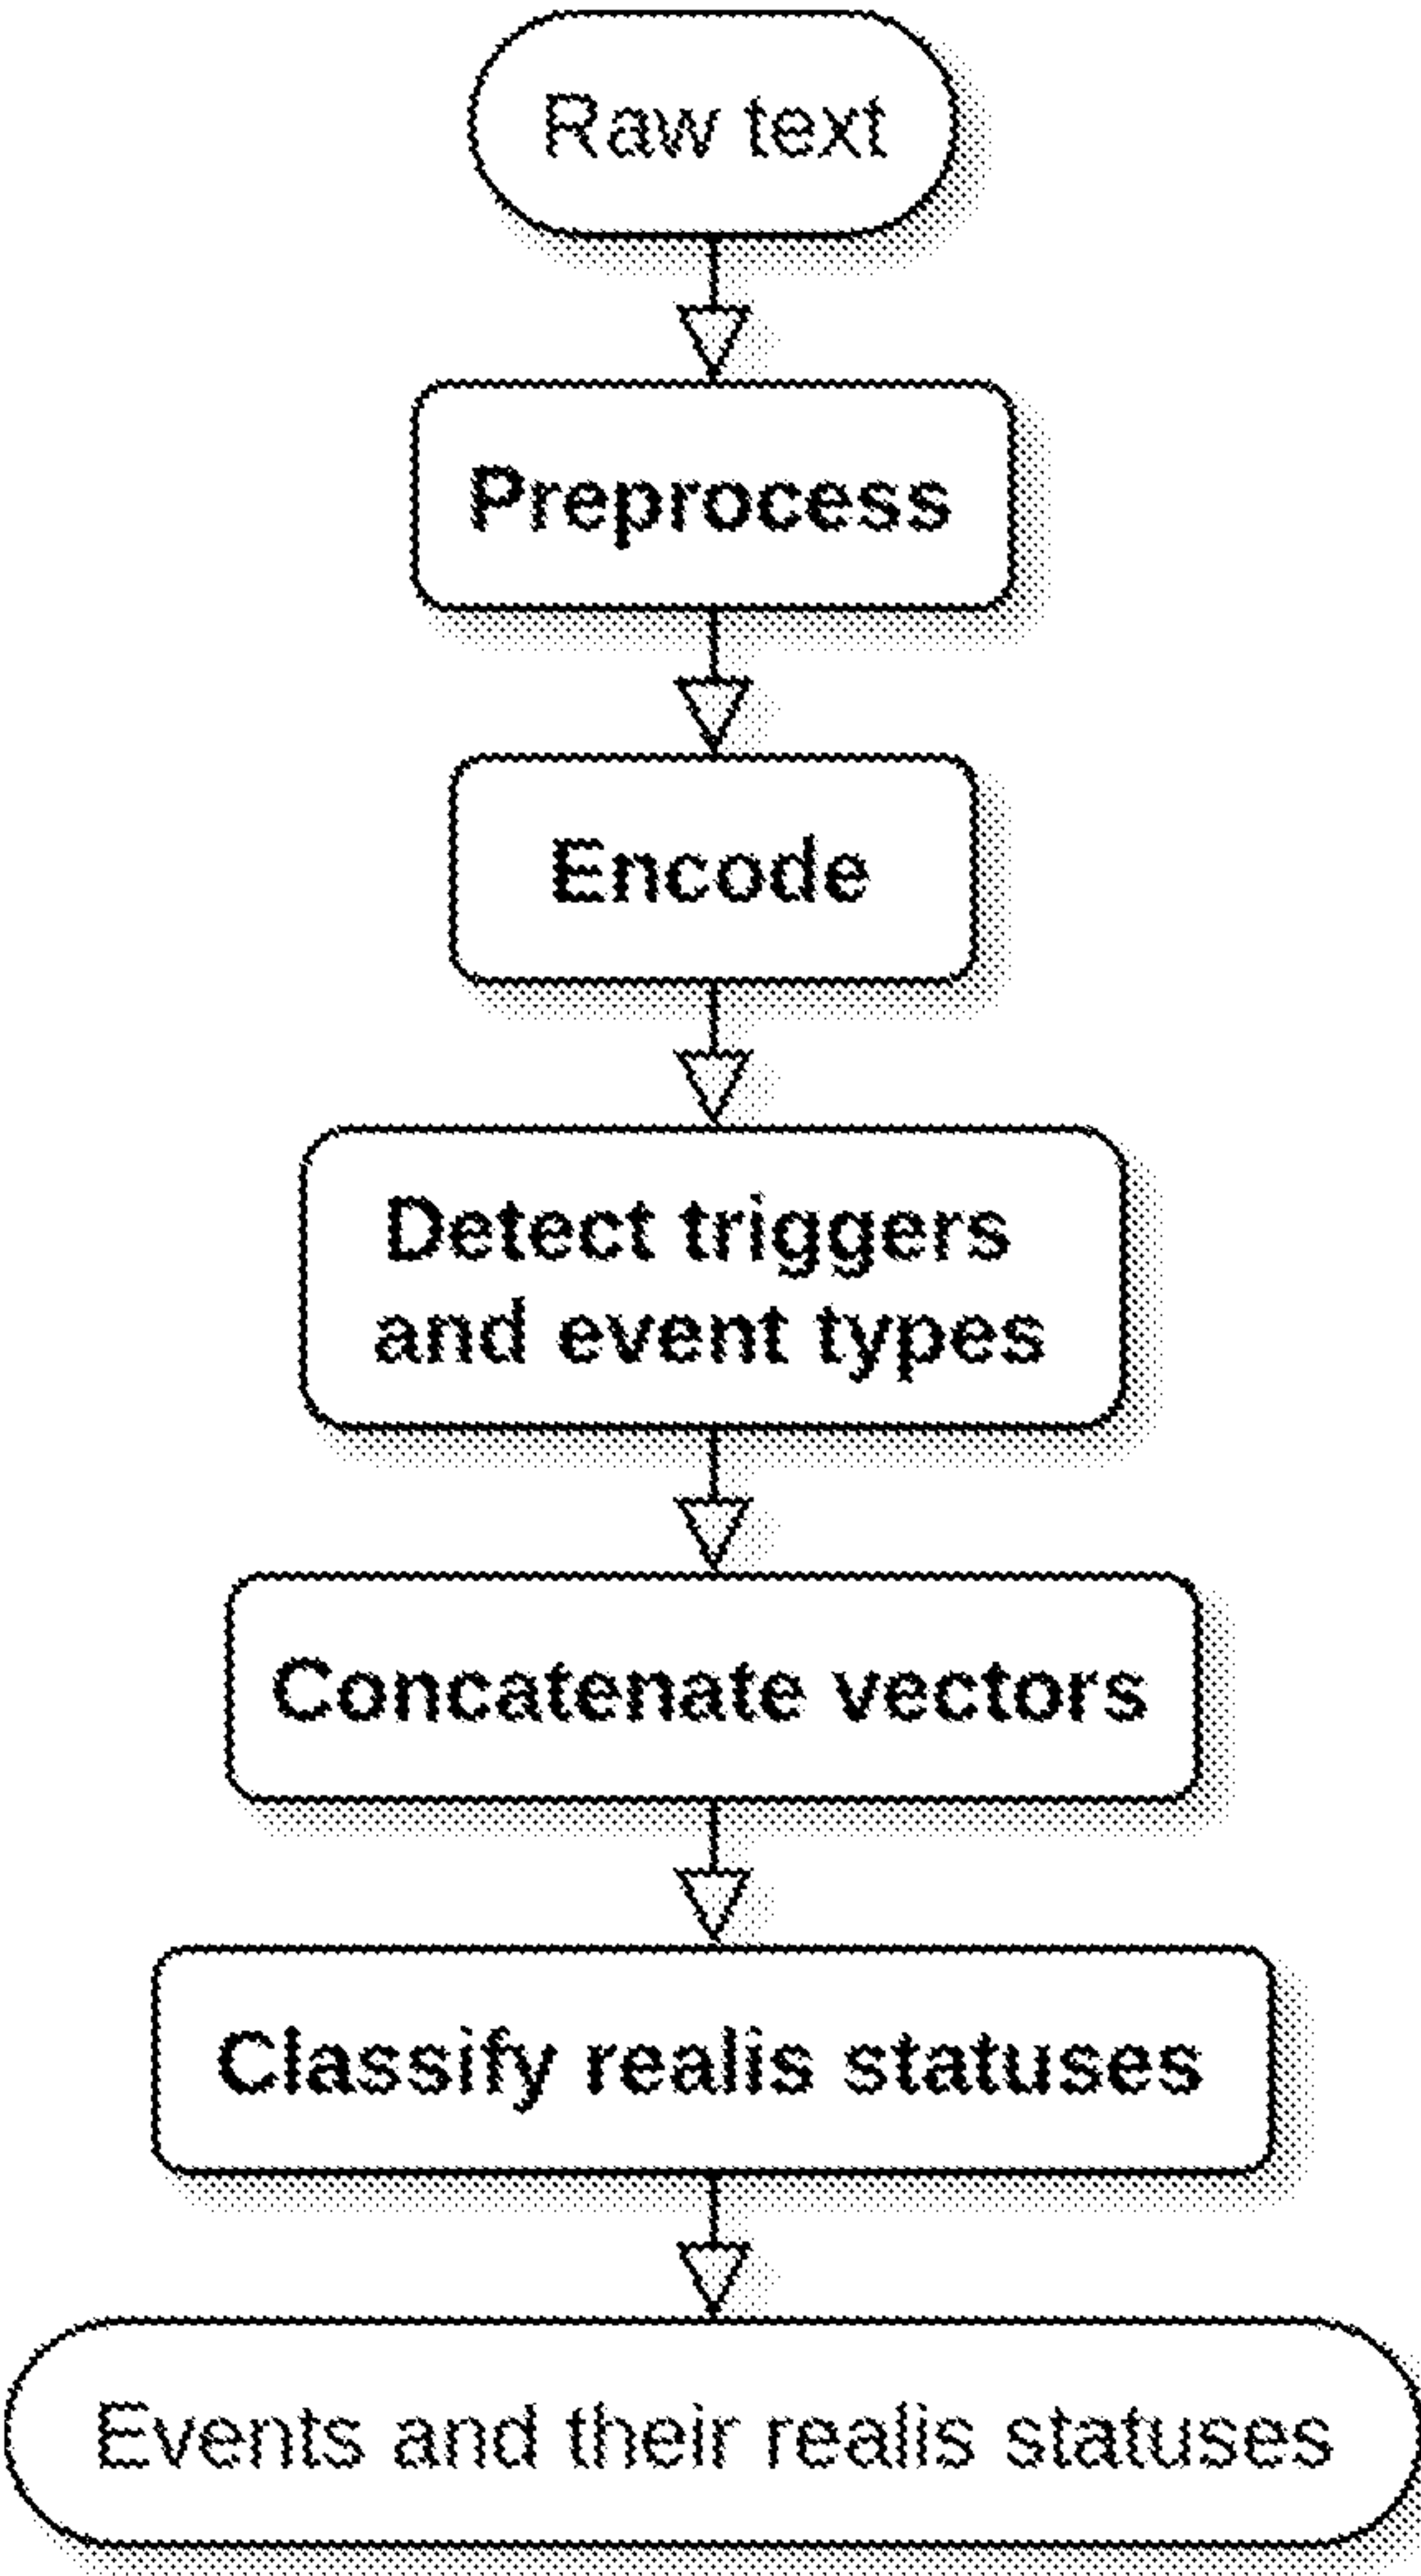 Raw text
Preprocess
Encode
Detect triggers
and event types
Concatenate vectors
Classify realis statuses
Events and their realis statuses